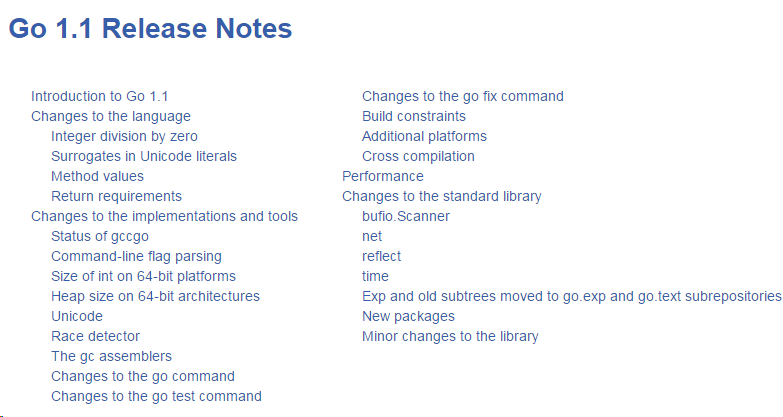 Go 1.1 Release Notes
Introduction to Go 1.1
Changes to the language
Integer division by zero
Surrogates in Unicode literals
Method values
Return requirements
Changes to the implementations and tools
Status of gccgo
Command-line flag parsing
Size of int on 64-bit platforms
Heap size on 64-bit architectures
Unicode
Race detector
The gc assemblers
Changes to the go command
Changes to the go test command
Changes to the go fix command
Build constraints
Additional platforms
Cross compilation
Performance
Changes to the standard library
bufio.Scanner
net
reflect
time
Exp and old subtrees moved to go.exp and go.text subrepositories
New packages
Minor changes to the library